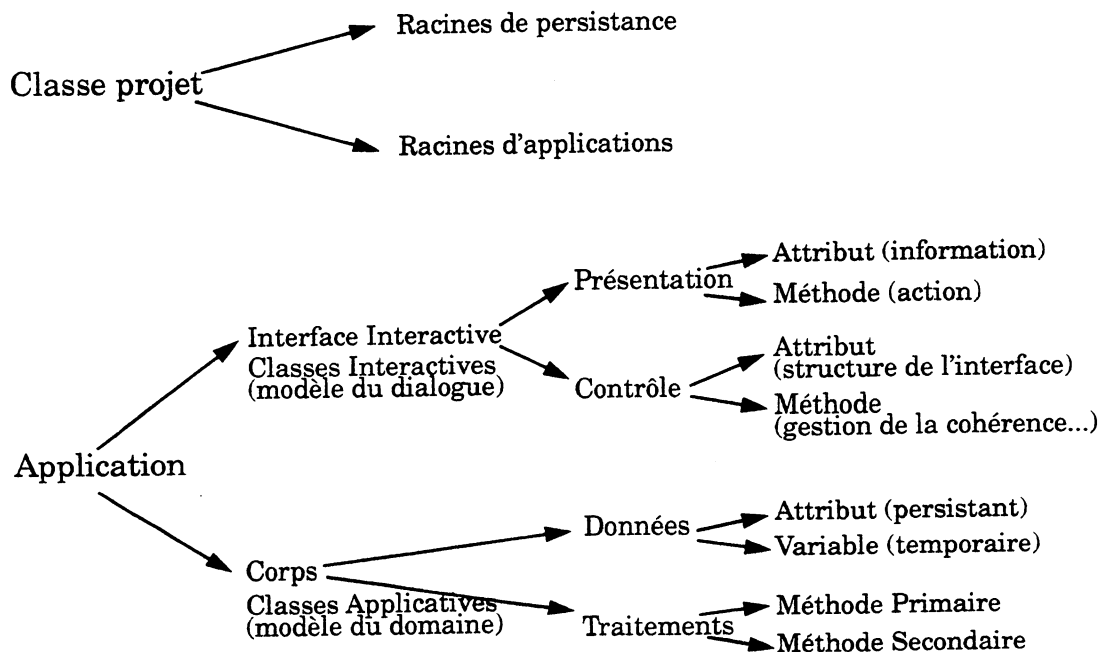 Racines de persistance
Classe projet
Racines d'applications
Attribut (information)
Présentation
Méthode (action)
Interface Interactive
Classes Interactives
(modèle du dialogue)
Attribut
(structure de l'interface)
Contrôle
Méthode
(gestion de la cohérence...)
Application
Attribut (persistant)
Données
Variable (temporaire)
Corps
Classes Applicatives
(modèle du domaine)
Méthode Primaire
Traitements
Méthode Secondaire